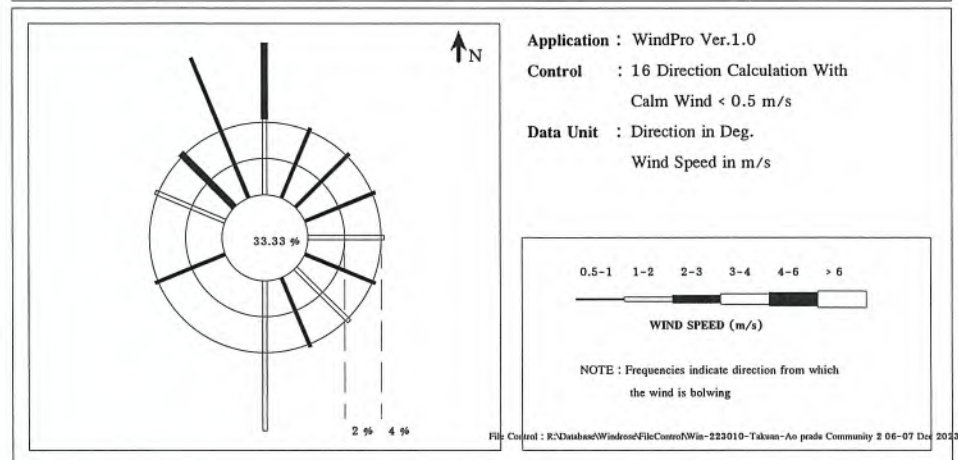 N
33.33 %
2 % 4 %
Application : WindPro Ver.1.0
Control : 16 Direction Calculation With
Calm Wind < 0.5 m/s
Data Unit : Direction in Deg.
Wind Speed in m/s
0.5-1 1-2 2-3 3-4 4-6 > 6
WIND SPEED (m/s)
NOTE : Frequencies indicate direction from which
the wind is bolwing
File Control : R:\Database\Windrose\FileControl\Win-223010-Takuan-Ao prada Community 2 06-07 Dec 2023